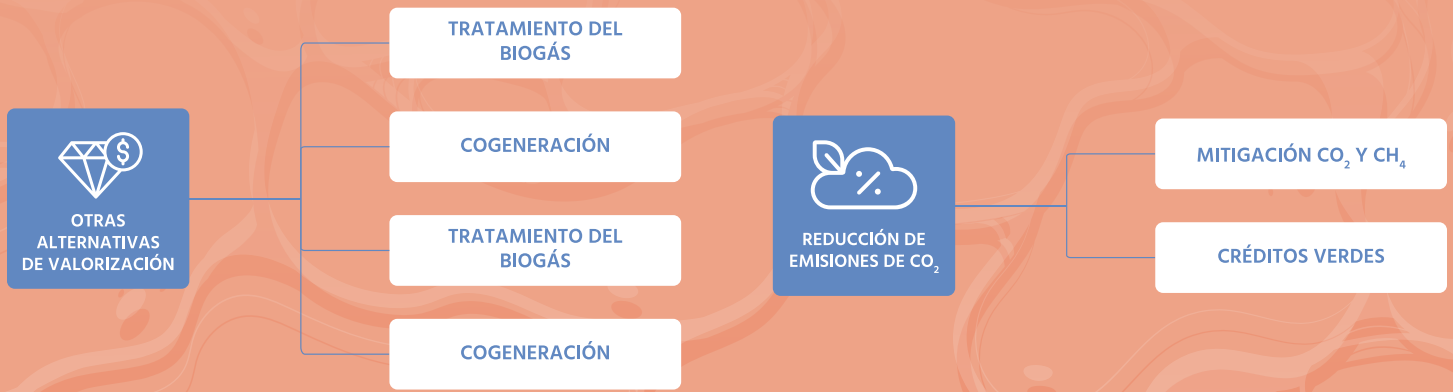 OTRAS
ALTERNATIVAS
DE VALORIZACIÓN
TRATAMIENTO DEL
BIOGÁS
COGENERACIÓN
TRATAMIENTO DEL
BIOGÁS
COGENERACIÓN
REDUCCIÓN DE
EMISIONES DE CO₂
MITIGACIÓN CO₂ Y CH₄
CRÉDITOS VERDES